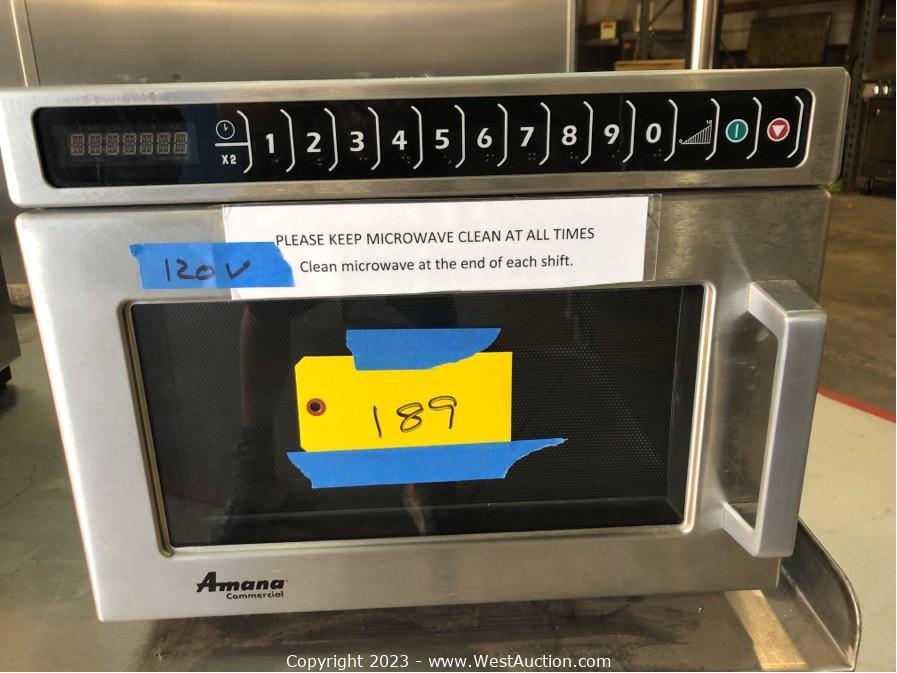 X2 1 2 3 4 5 6 7 8 9 0
PLEASE KEEP MICROWAVE CLEAN AT ALL TIMES
Clean microwave at the end of each shift.
120V
189
Amana
Commercial
Copyright 2023 - www.WestAuction.com